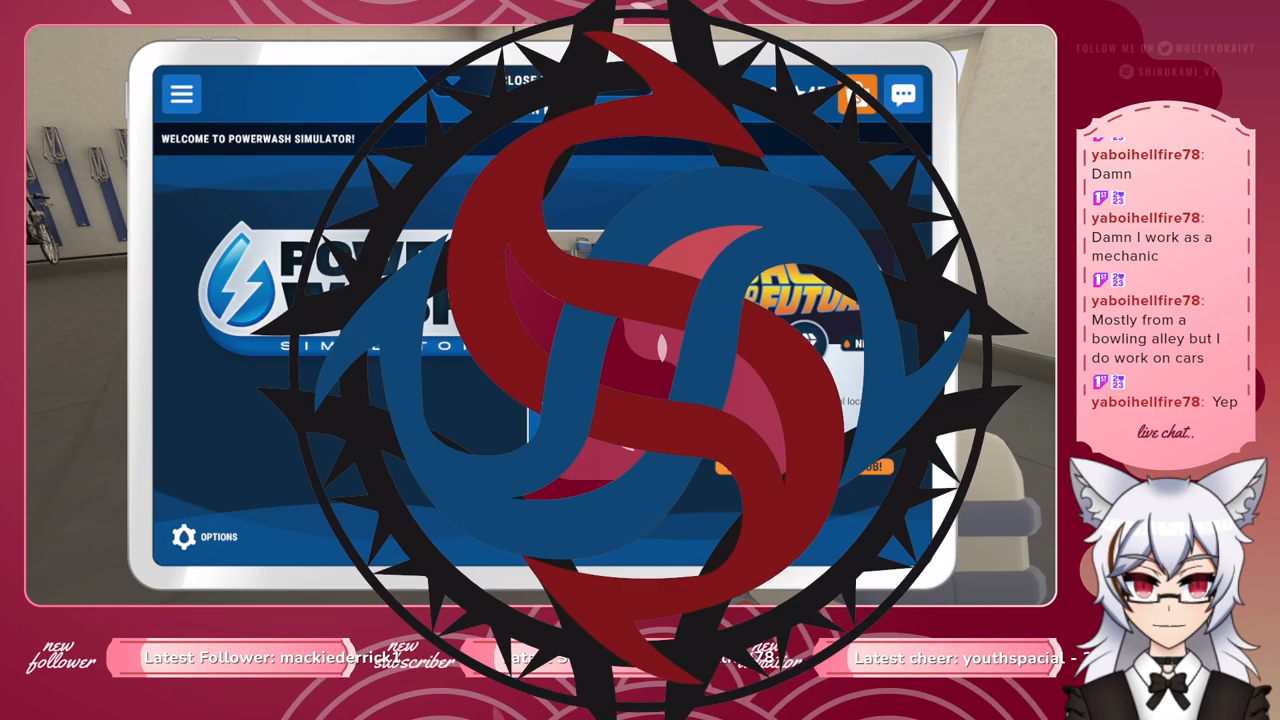 FOLLOW ME ON WOLFYYOKAIVT
SHIROKAMI_VT
WELCOME TO POWERWASH SIMULATOR!
OPTIONS
yaboihellfire78:
Damn
yaboihellfire78:
Damn I work as a
mechanic
yaboihellfire78:
Mostly from a
bowling alley but I
do work on cars
yaboihellfire78: Yep
live chat..
new
follower
Latest Follower: mackiederrick1
new
subscriber
new
Latest cheer: youthspacial -